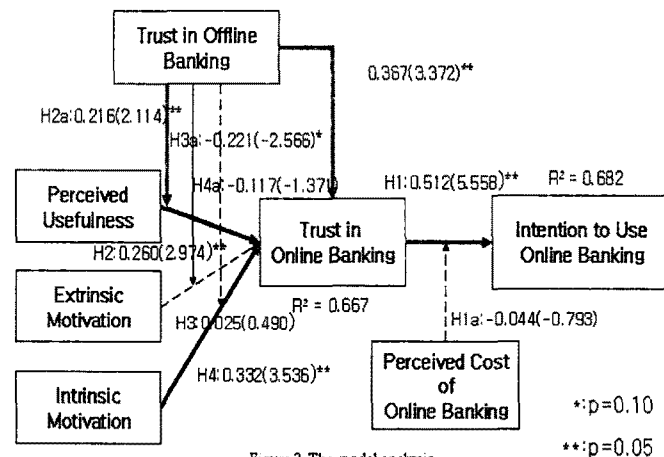 Trust in Offline
Banking
0.367(3.372)**
H2a:0.216(2.114)**
H3a:-0.221(-2.566)*
H4a:-0.117(-1.371)
H1:0.512(5.558)**
R² = 0.682
Perceived
Usefulness
Trust in
Online Banking
Intention to Use
Online Banking
H2:0.260(2.974)**
Extrinsic
Motivation
R² = 0.667
H3:0.025(0.490)
H1a:-0.044(-0.793)
H4:0.332(3.536)**
Intrinsic
Motivation
Perceived Cost
of
Online Banking
*:p=0.10
**:p=0.05